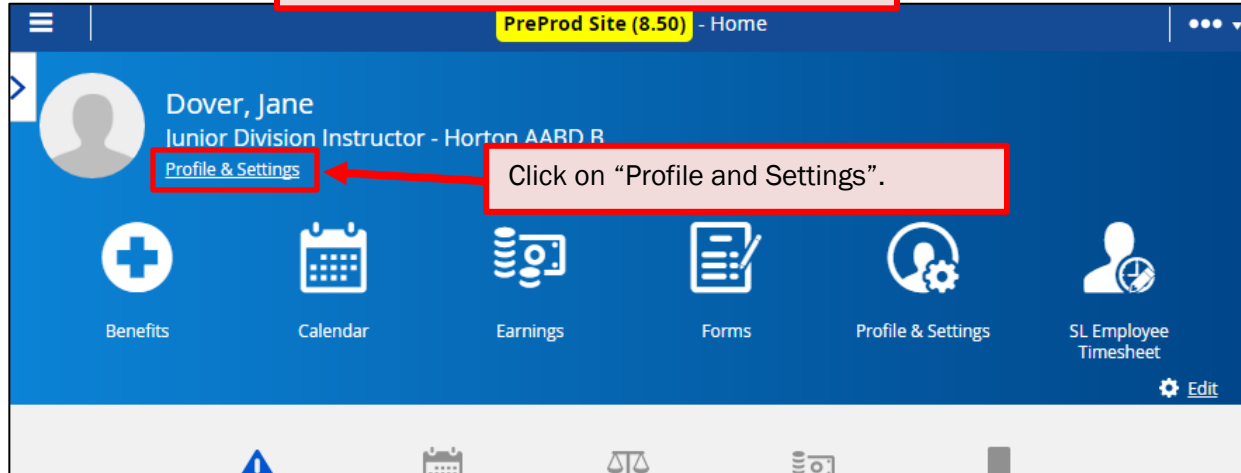 PreProd Site (8.50) - Home
Dover, Jane
Junior Division Instructor - Horton AABD B
Profile & Settings
Click on “Profile and Settings”.
Benefits
Calendar
Earnings
Forms
Profile & Settings
SL Employee
Timesheet
Edit